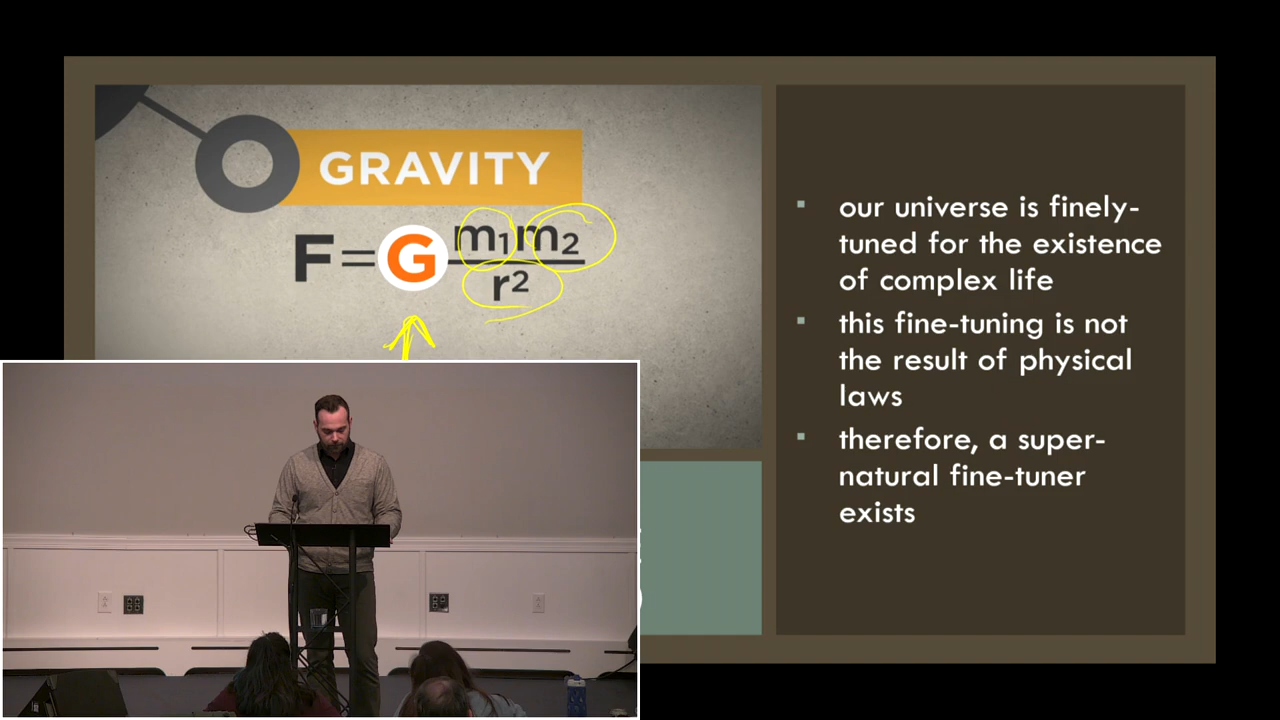 GRAVITY
F=G m1m2
r2
our universe is finely-
tuned for the existence
of complex life
this fine-tuning is not
the result of physical
laws
therefore, a super-
natural fine-tuner
exists